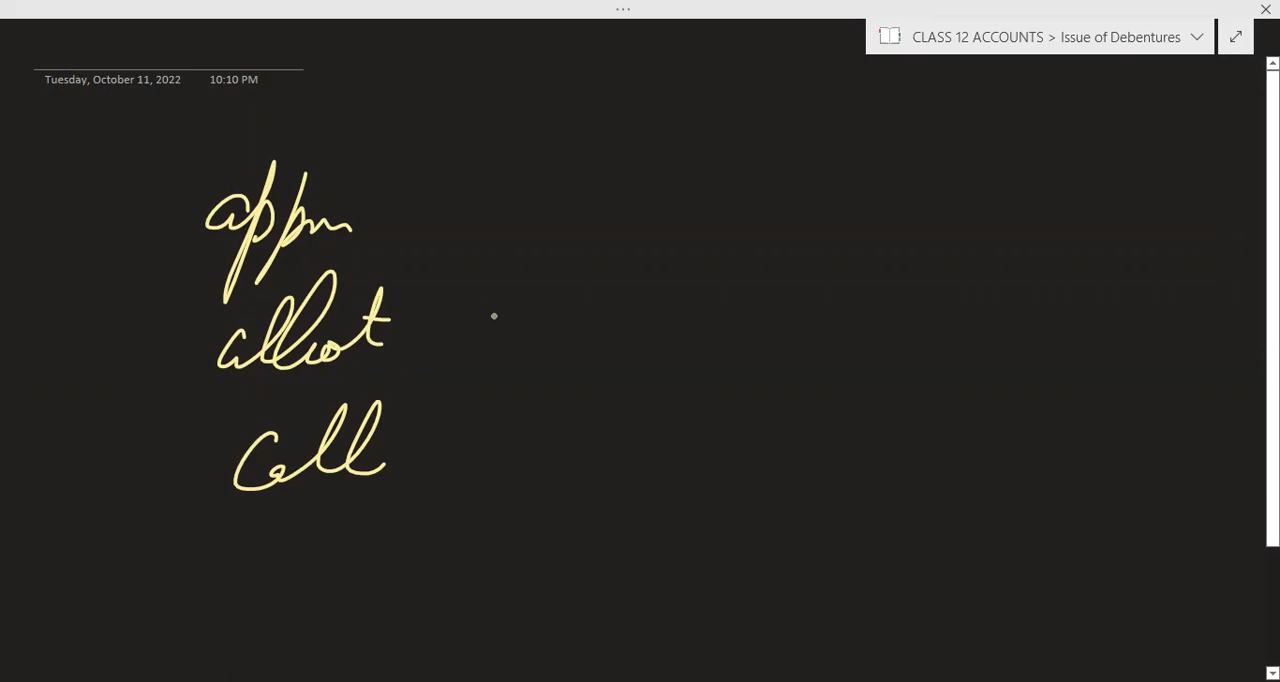 CLASS 12 ACCOUNTS > Issue of Debentures
Tuesday, October 11, 2022 10:10 PM
appn
allot
Call